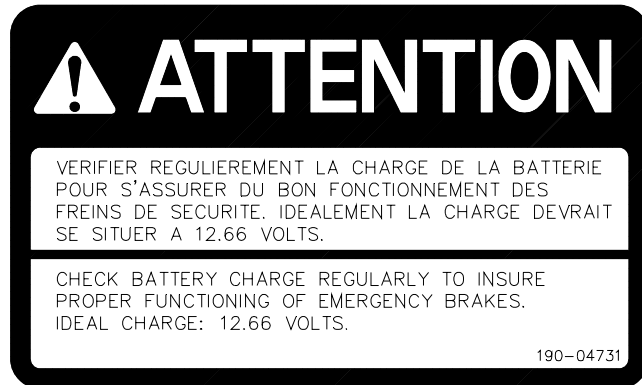 ATTENTION
VERIFIER REGULIEREMENT LA CHARGE DE LA BATTERIE
POUR S'ASSURER DU BON FONCTIONNEMENT DES
FREINS DE SECURITE. IDEALEMENT LA CHARGE DEVRAIT
SE SITUER A 12.66 VOLTS.
CHECK BATTERY CHARGE REGULARLY TO INSURE
PROPER FUNCTIONING OF EMERGENCY BRAKES.
IDEAL CHARGE: 12.66 VOLTS.
190-04731